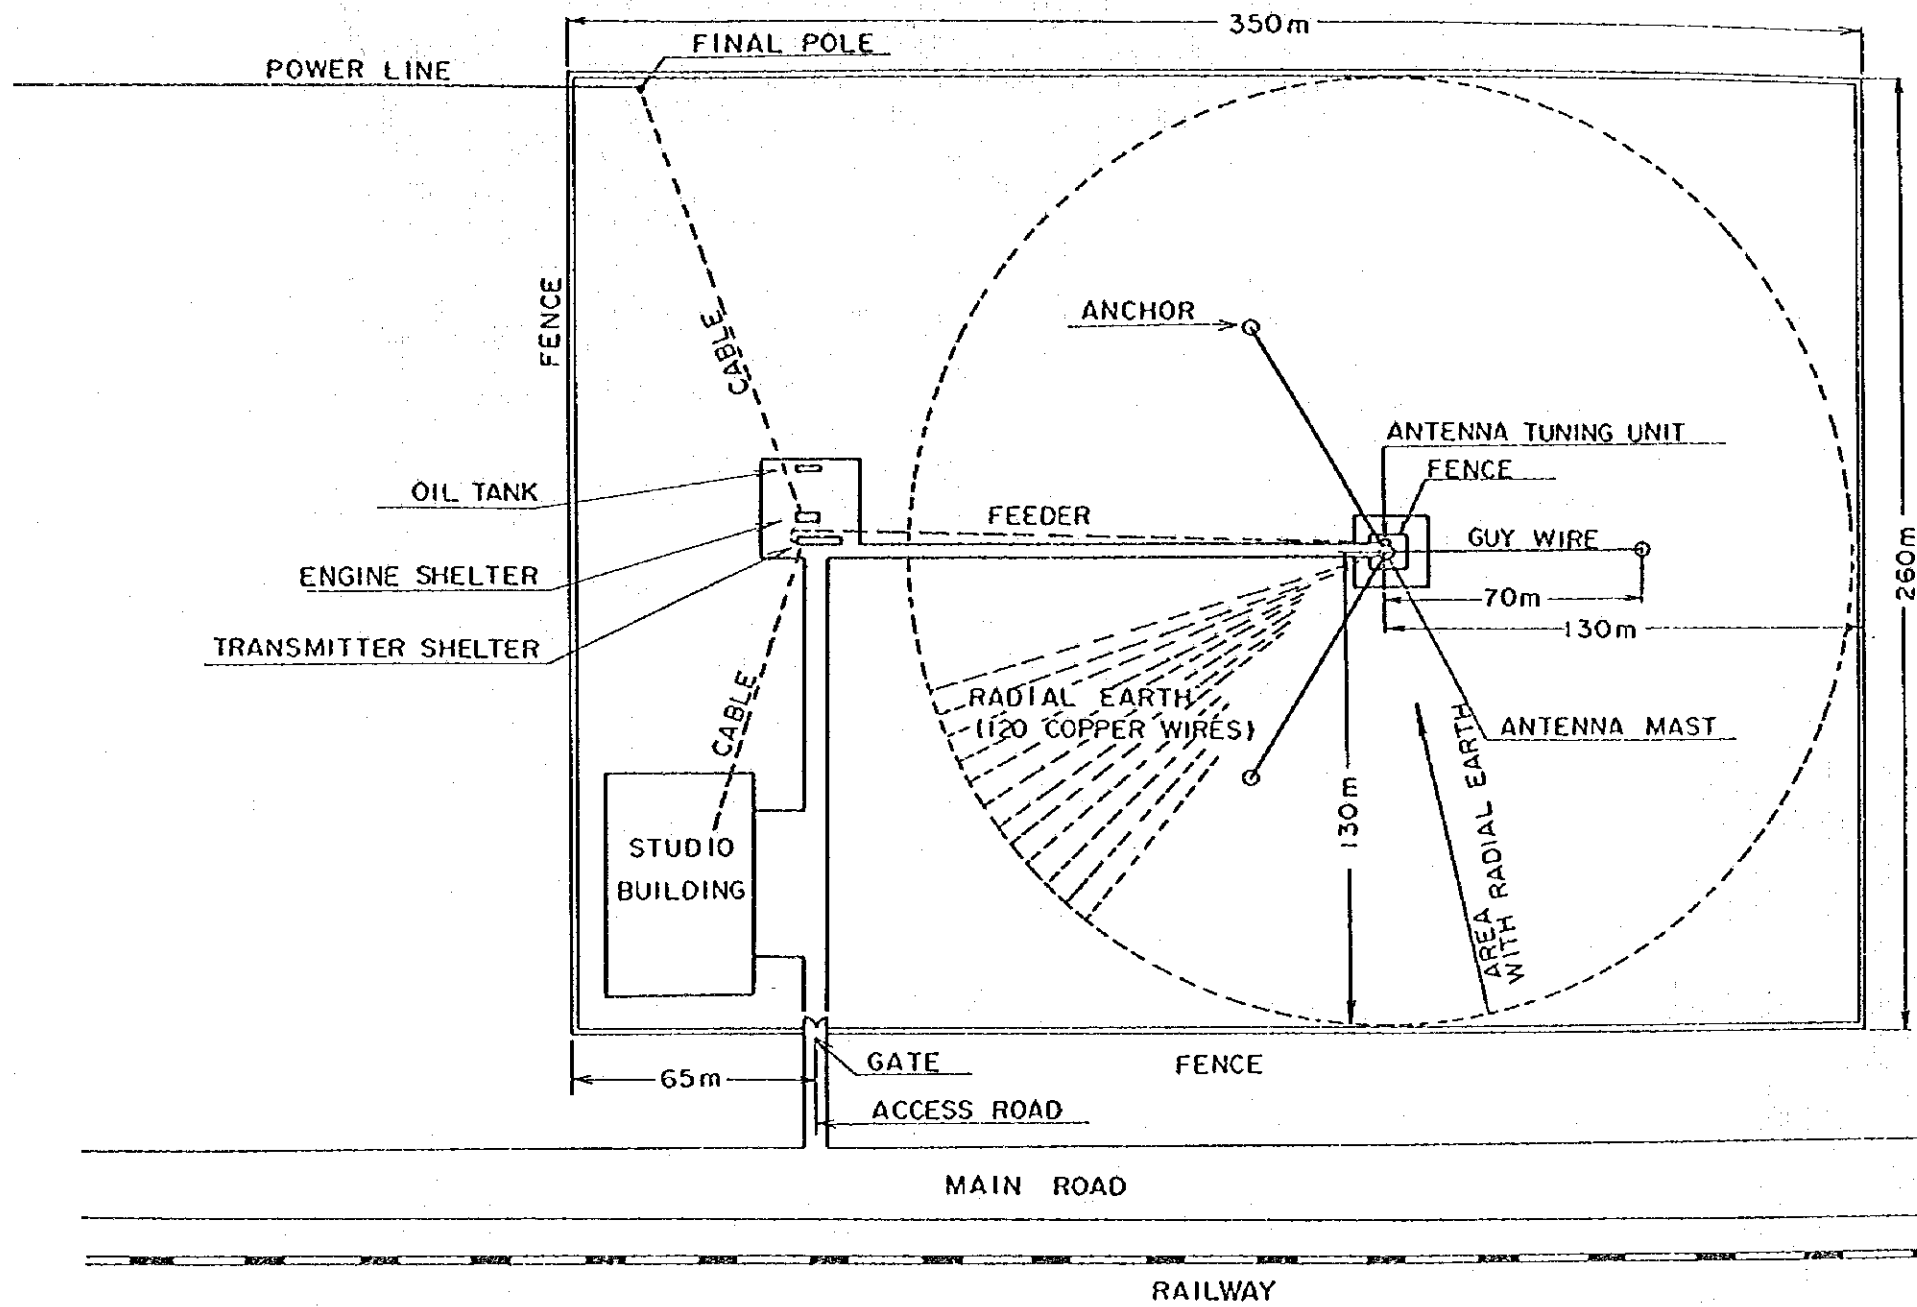 350m
FINAL POLE
POWER LINE
FENCE
CABLE
ANCHOR
ANTENNA TUNING UNIT
FENCE
OIL TANK
FEEDER
GUY WIRE
260m
ENGINE SHELTER
70m
130m
TRANSMITTER SHELTER
CABLE
RADIAL EARTH
(120 COPPER WIRES)
ANTENNA MAST
130m
AREA
WITH RADIAL EARTH
STUDIO
BUILDING
GATE
FENCE
65m
ACCESS ROAD
MAIN ROAD
RAILWAY